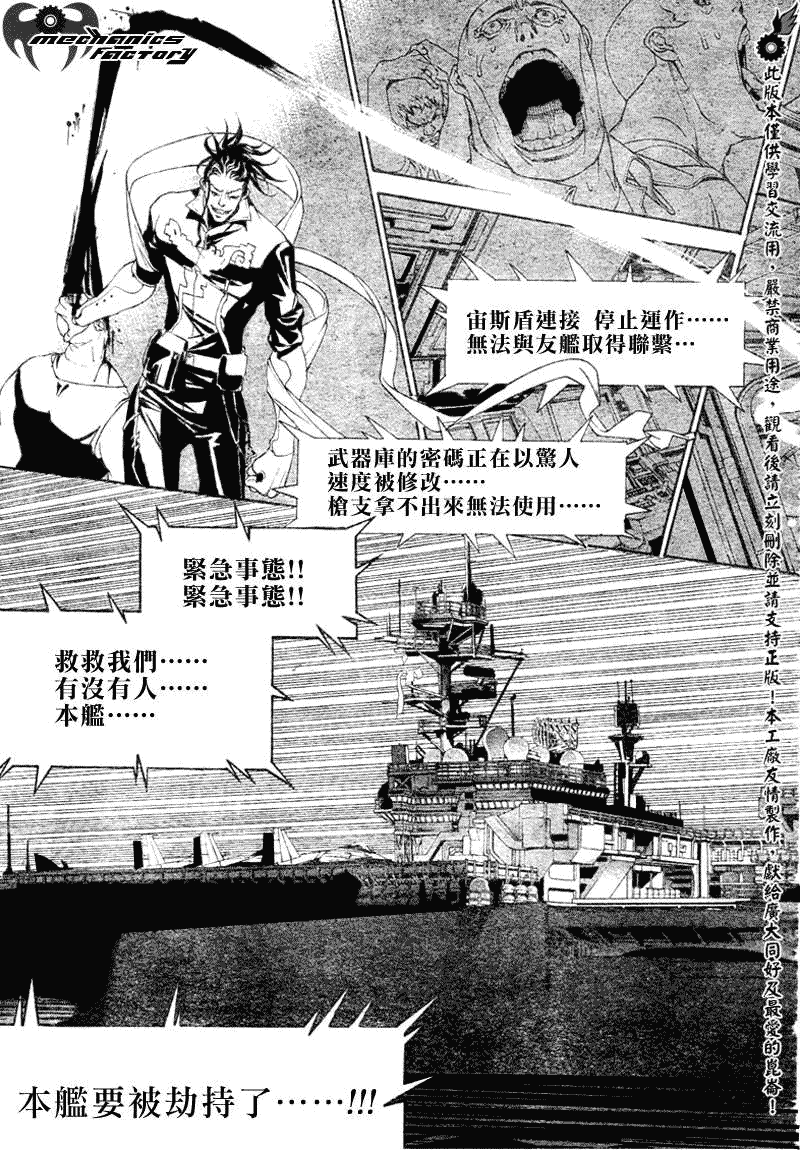 mechanics
Factory
宙斯盾連接 停止運作……
無法與友艦取得聯繫…
武器庫的密碼正在以驚人
速度被修改……
槍支拿不出來無法使用……
緊急事態!!
緊急事態!!
救救我們……
有沒有人……
本艦……
本艦要被劫持了……!!!
此版本僅供學習交流用，嚴禁商業用途，觀看後請立刻刪除並請支持正版！本工廠友情製作，獻給廣大同好及最愛的崑崙！